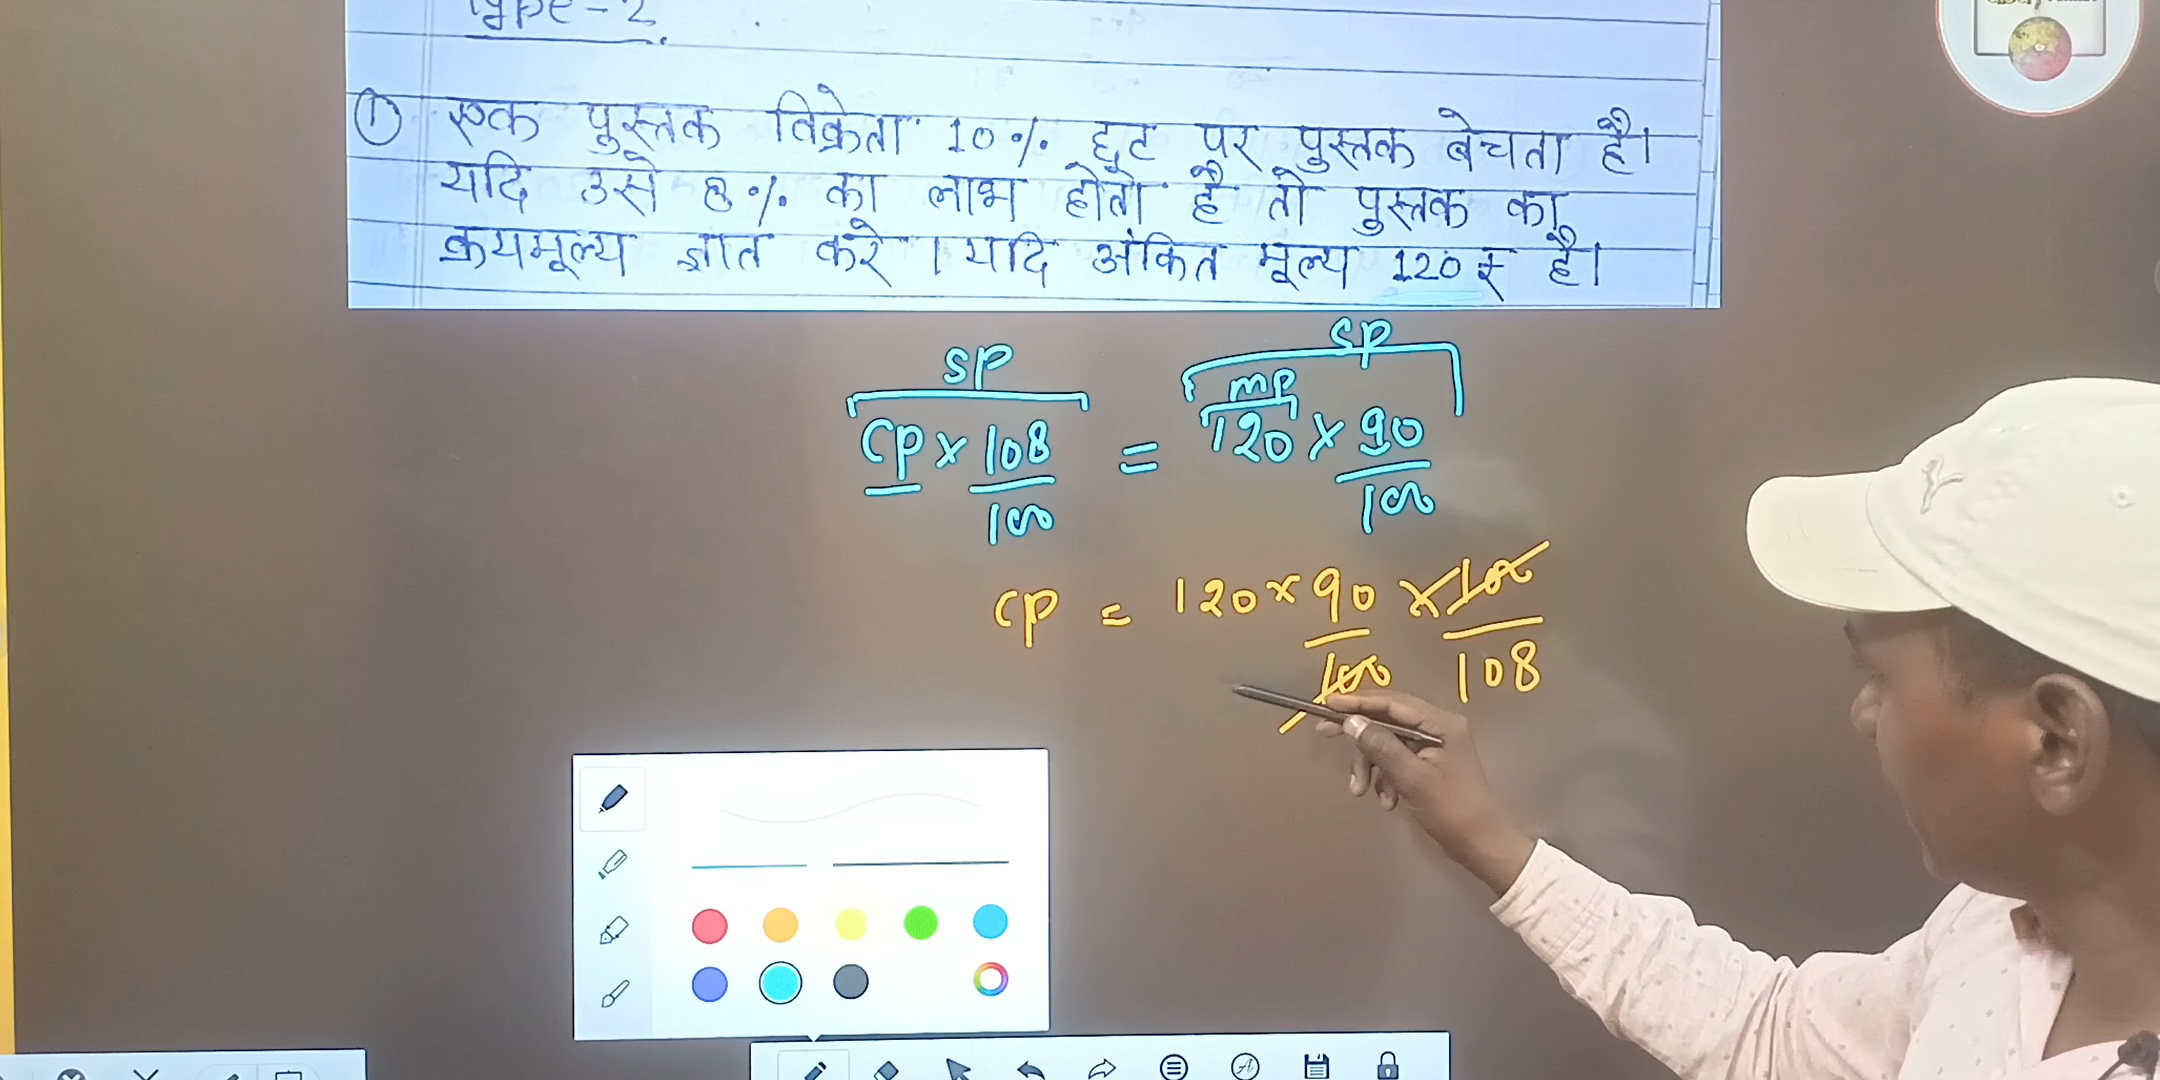 Type-2
① एक पुस्तक विक्रेता 10% छुट पर पुस्तक बेचता है।
यदि उसे 8% का लाभ होता है तो पुस्तक का
क्रयमूल्य ज्ञात करे । यदि अंकित मूल्य 120₹ है।
SP SP
mp
CP × 108/100 = 120 × 90/100
CP = 120 × 90/100 × 100/108